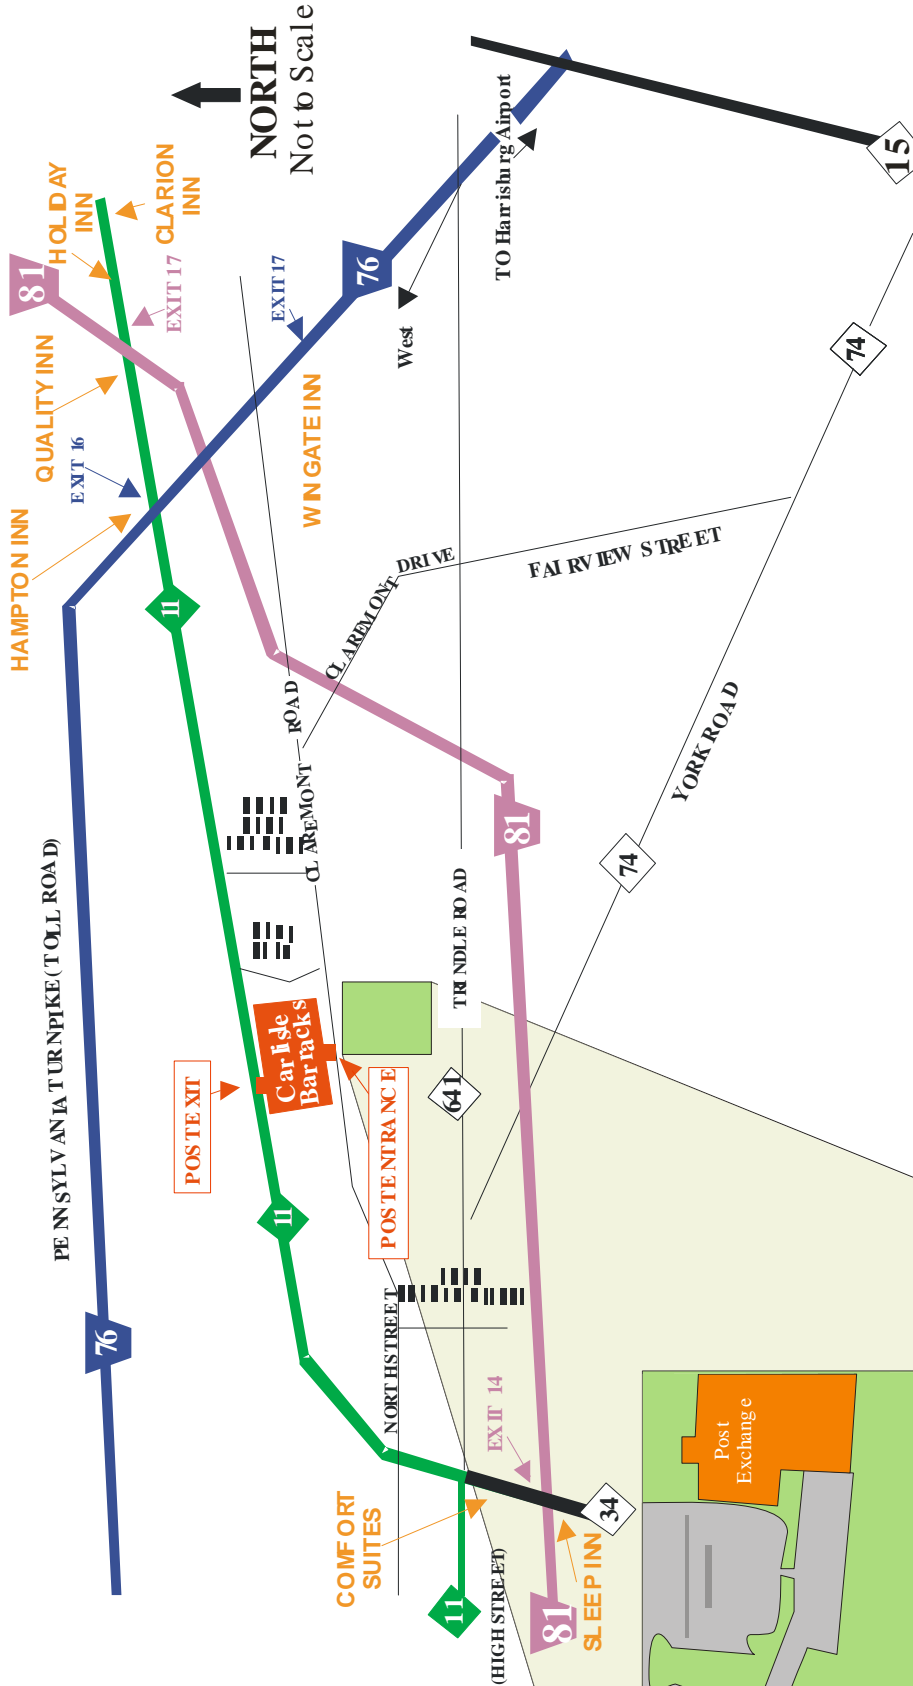 NORTH
Not to Scale
HOLIDAY
INN
CLARION
INN
81
EXIT 17
QUALITY INN
EXIT 17
76
West
TO Harrisburg Airport
15
EXIT 16
HAMPTON INN
WINGATE INN
74
11
CLAREMONT
DRIVE
FAIRVIEW STREET
CLAREMONT ROAD
YORK ROAD
81
74
PENNSYLVANIA TURNPIKE (TOLL ROAD)
TRINDLE ROAD
Carlisle
Barracks
POST EXIT
POST ENTRANCE
641
11
76
NORTH STREET
EXIT 14
Post
Exchange
COMFORT
SUITES
34
11
(HIGH STREET)
81
SLEEP INN